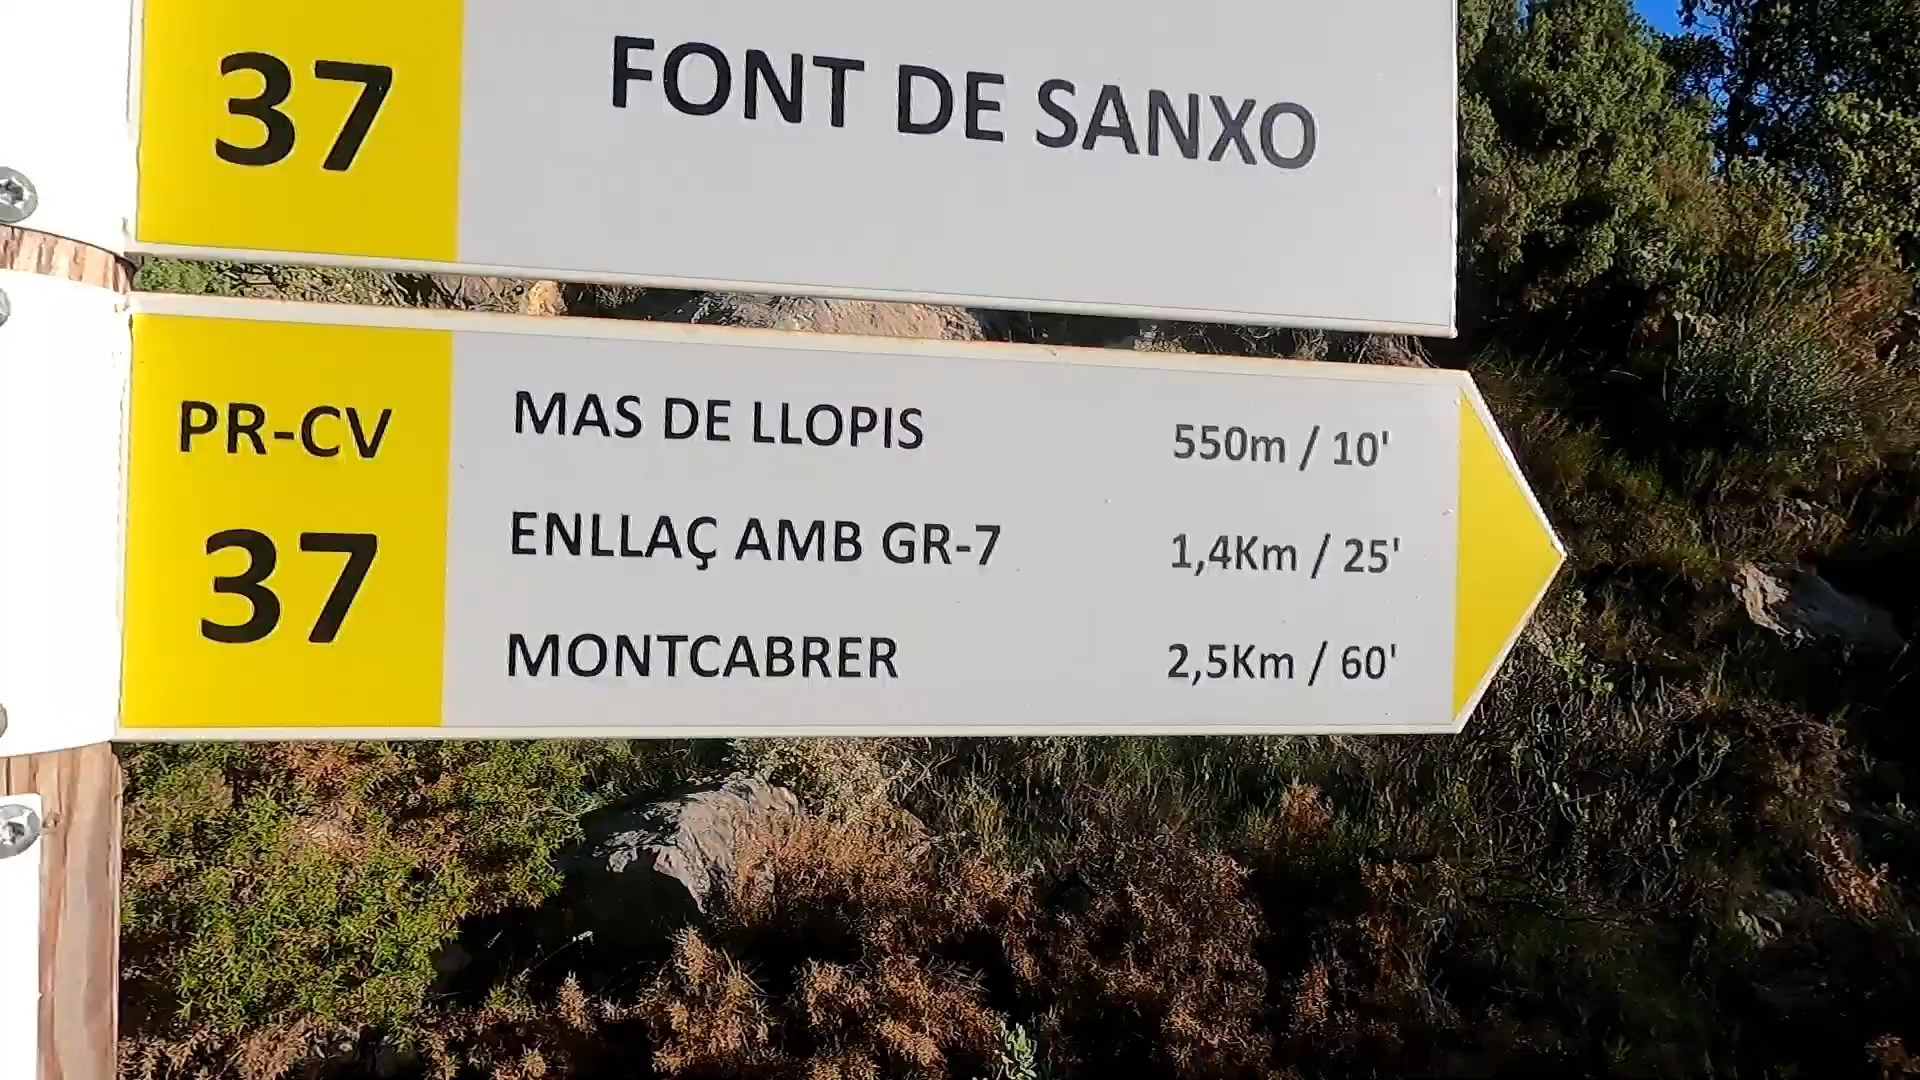 37
FONT DE SANXO
PR-CV
37
MAS DE LLOPIS 550m / 10'
ENLLAÇ AMB GR-7 1,4Km / 25'
MONTCABRER 2,5Km / 60'